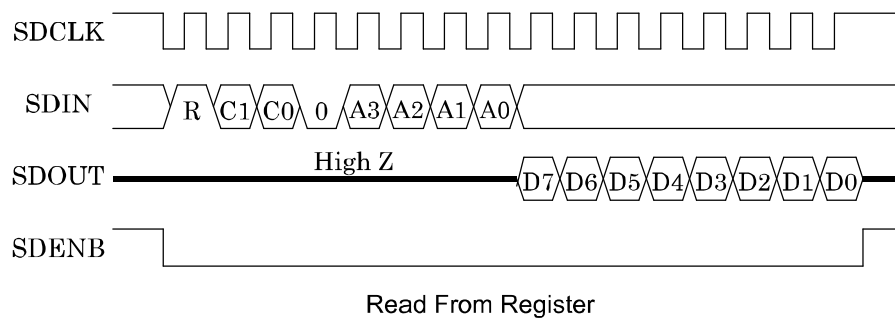 SDCLK
SDIN R C1 C0 0 A3 A2 A1 A0
High Z
SDOUT D7 D6 D5 D4 D3 D2 D1 D0
SDENB
Read From Register